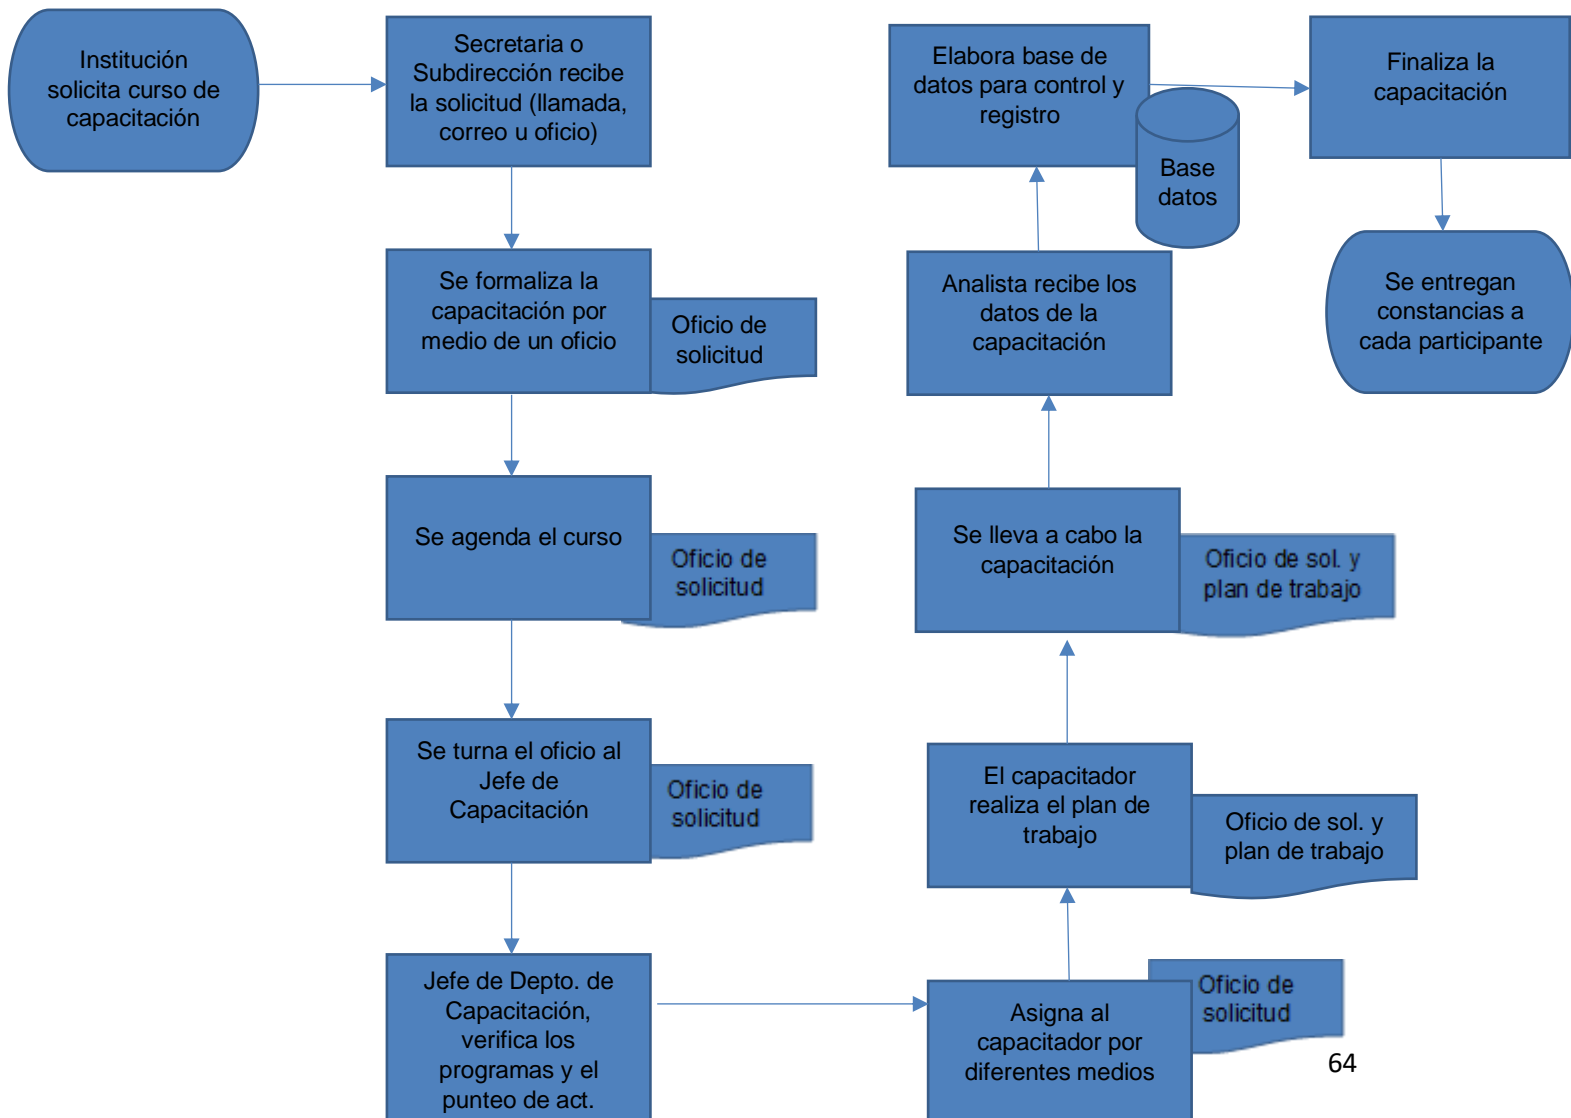 Institución
solicita curso de
capacitación
Secretaria o
Subdirección recibe
la solicitud (llamada,
correo u oficio)
Se formaliza la
capacitación por
medio de un oficio
Oficio de
solicitud
Se agenda el curso
Oficio de
solicitud
Se turna el oficio al
Jefe de
Capacitación
Oficio de
solicitud
Jefe de Depto. de
Capacitación,
verifica los
programas y el
punteo de act.
Asigna al
capacitador por
diferentes medios
Oficio de
solicitud
El capacitador
realiza el plan de
trabajo
Oficio de sol. y
plan de trabajo
Se lleva a cabo la
capacitación
Oficio de sol. y
plan de trabajo
Analista recibe los
datos de la
capacitación
Elabora base de
datos para control y
registro
Base
datos
Finaliza la
capacitación
Se entregan
constancias a
cada participante
64